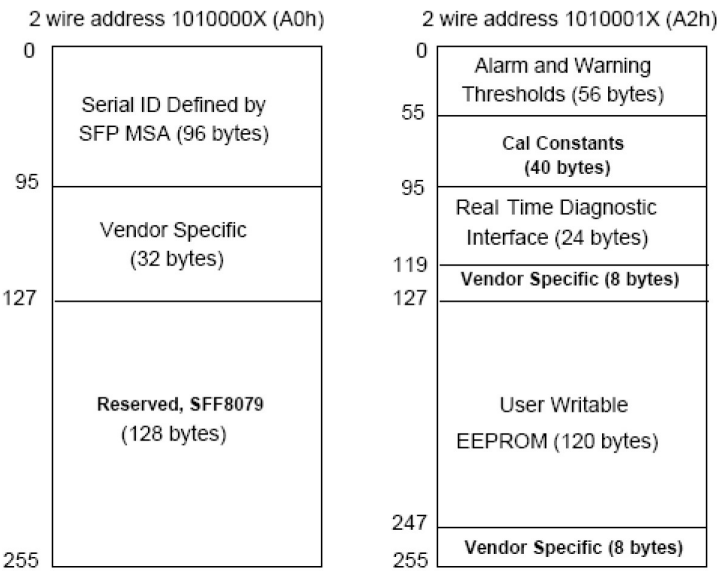 2 wire address 1010000X (A0h)
0
Serial ID Defined by
SFP MSA (96 bytes)
95
Vendor Specific
(32 bytes)
127
Reserved, SFF8079
(128 bytes)
255
2 wire address 1010001X (A2h)
0
Alarm and Warning
Thresholds (56 bytes)
55
Cal Constants
(40 bytes)
95
Real Time Diagnostic
Interface (24 bytes)
119
Vendor Specific (8 bytes)
127
User Writable
EEPROM (120 bytes)
247
Vendor Specific (8 bytes)
255